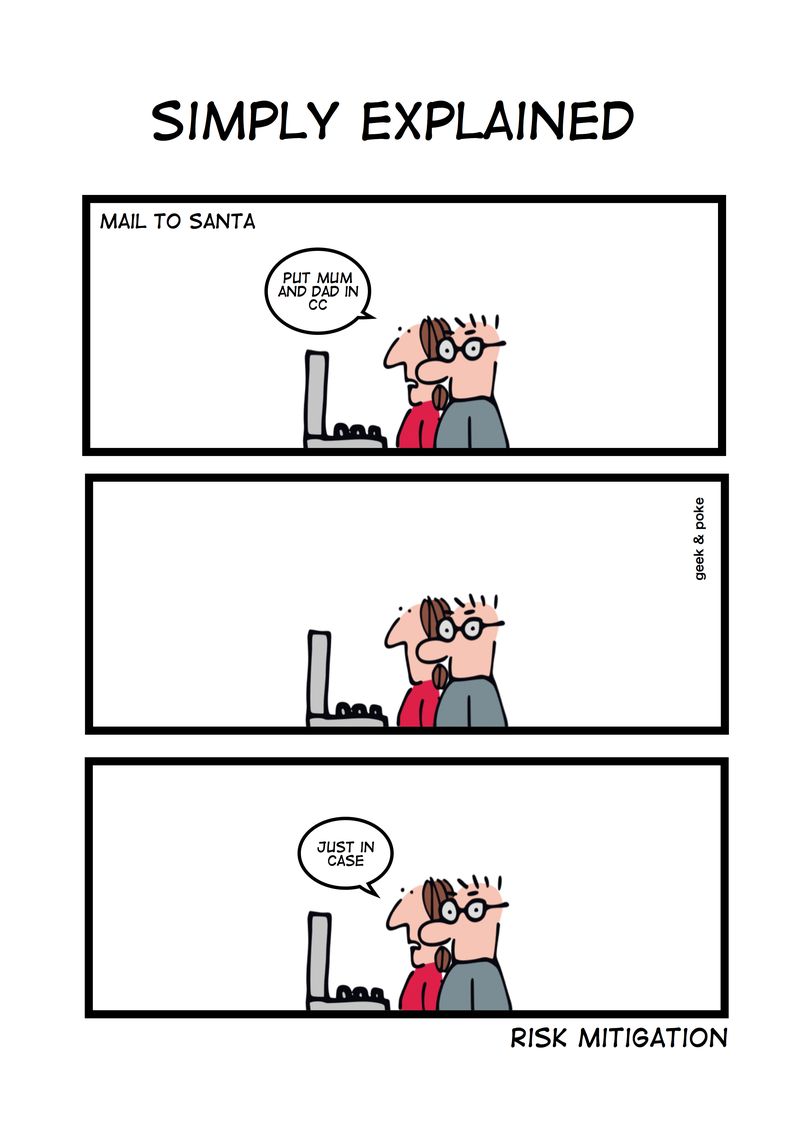 SIMPLY EXPLAINED
MAIL TO SANTA
PUT MUM
AND DAD IN
CC
geek & poke
JUST IN
CASE
RISK MITIGATION